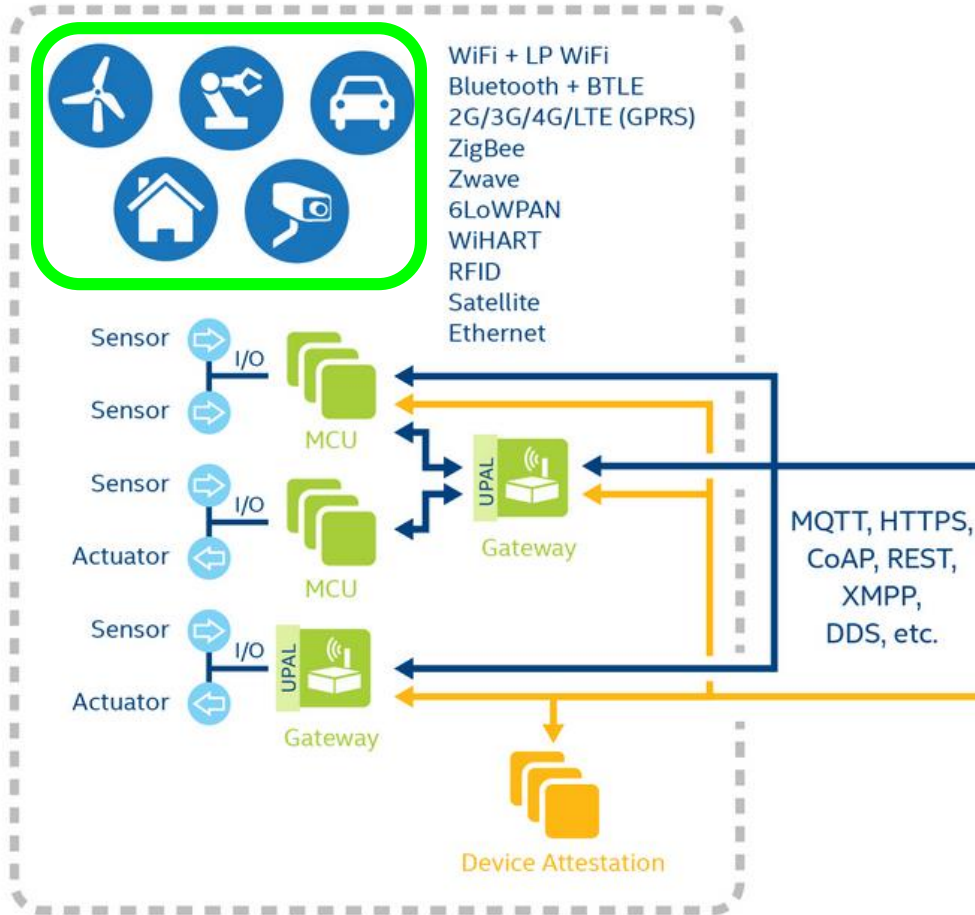 WiFi + LP WiFi
Bluetooth + BTLE
2G/3G/4G/LTE (GPRS)
ZigBee
Zwave
6LoWPAN
WiHART
RFID
Satellite
Ethernet
Sensor
I/O
Sensor
MCU
Sensor
I/O
Actuator
MCU
UPAL
Gateway
Sensor
I/O
Actuator
UPAL
Gateway
MQTT, HTTPS,
CoAP, REST,
XMPP,
DDS, etc.
Device Attestation